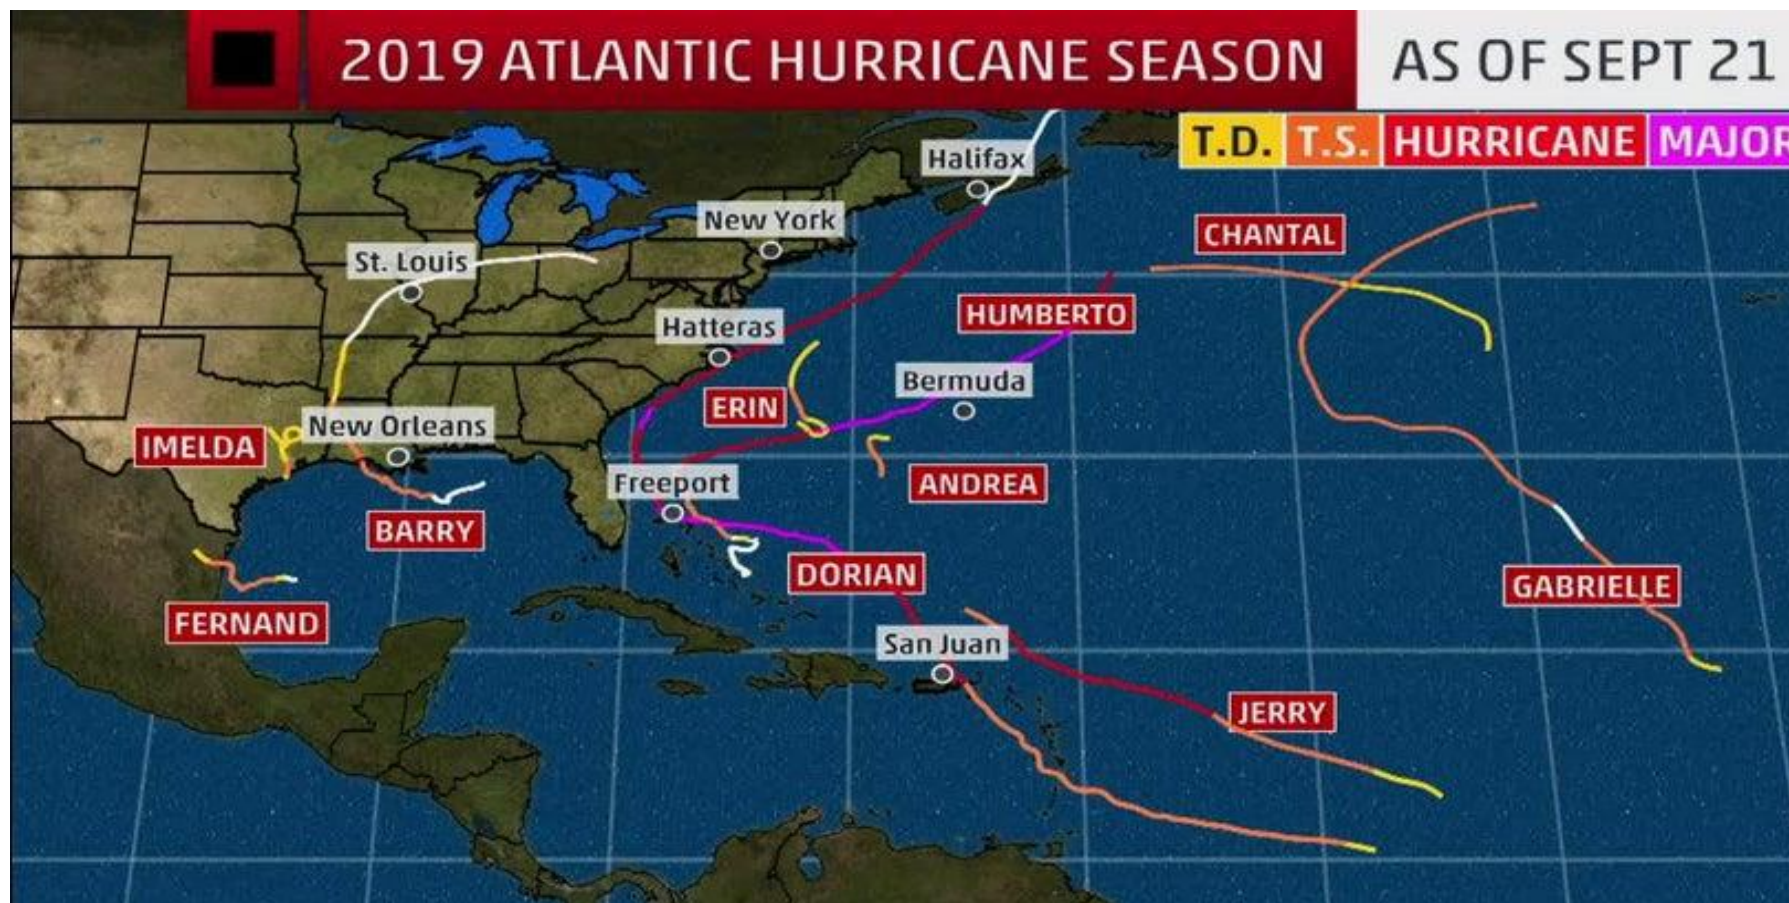 2019 ATLANTIC HURRICANE SEASON
AS OF SEPT 21
T.D. T.S. HURRICANE MAJOR
Halifax
New York
CHANTAL
St. Louis
HUMBERTO
Hatteras
Bermuda
ERIN
New Orleans
IMELDA
Freeport
ANDREA
BARRY
DORIAN
GABRIELLE
FERNAND
San Juan
JERRY